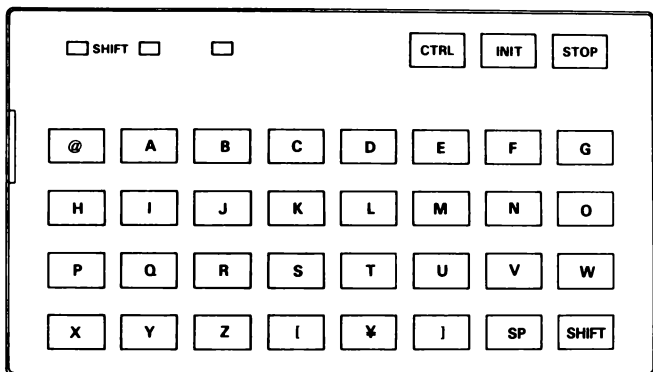 SHIFT CTRL INIT STOP
@ A B C D E F G
H I J K L M N O
P Q R S T U V W
X Y Z [ ¥ ] SP SHIFT